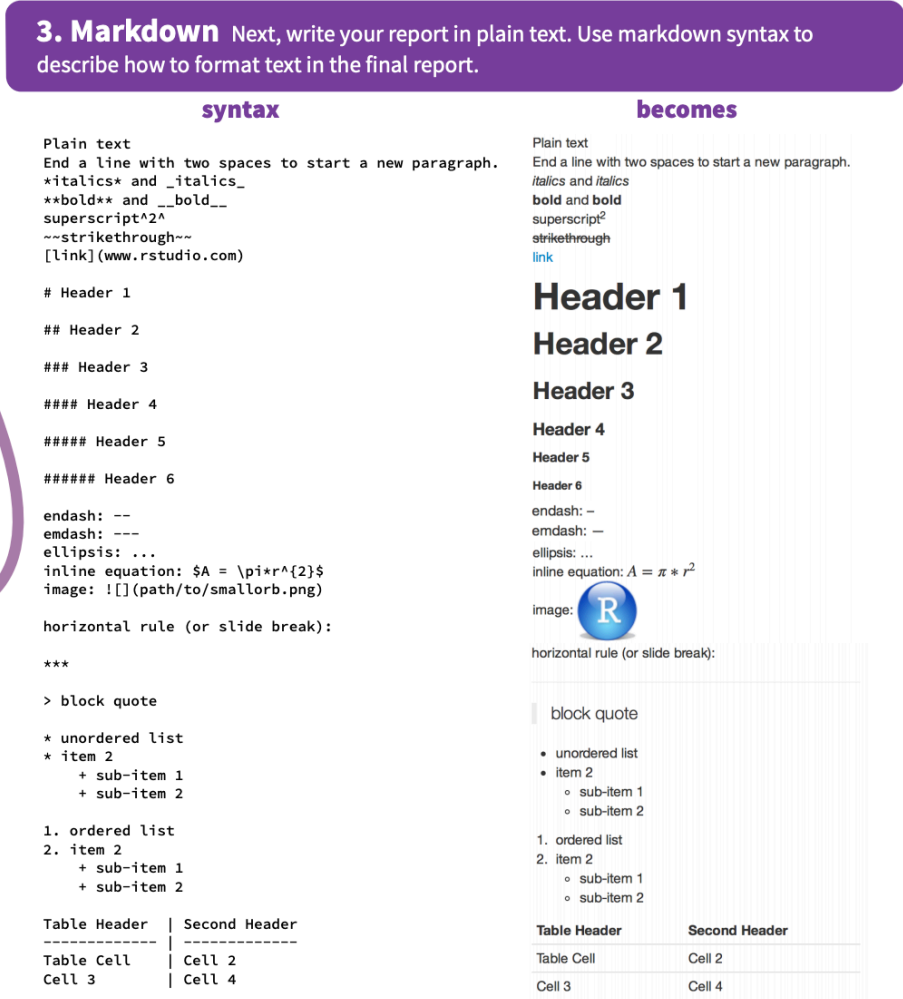 3. Markdown Next, write your report in plain text. Use markdown syntax to
describe how to format text in the final report.
syntax
Plain text
End a line with two spaces to start a new paragraph.
*italics* and _italics_
**bold** and __bold__
superscript^2^
~~strikethrough~~
[link](www.rstudio.com)
# Header 1
## Header 2
### Header 3
#### Header 4
##### Header 5
###### Header 6
endash: --
emdash: ---
ellipsis: ...
inline equation: $A = \pi*r^{2}$
image: ![](path/to/smallorb.png)
horizontal rule (or slide break):
***
> block quote
* unordered list
* item 2
    + sub-item 1
    + sub-item 2
1. ordered list
2. item 2
    + sub-item 1
    + sub-item 2
Table Header  | Second Header
------------- | -------------
Table Cell    | Cell 2
Cell 3        | Cell 4
becomes
Plain text
End a line with two spaces to start a new paragraph.
italics and italics
bold and bold
superscript2
strikethrough
link
Header 1
Header 2
Header 3
Header 4
Header 5
Header 6
endash: –
emdash: —
ellipsis: …
inline equation: A = π * r2
image: R
horizontal rule (or slide break):
block quote
• unordered list
• item 2
◦ sub-item 1
◦ sub-item 2
1. ordered list
2. item 2
◦ sub-item 1
◦ sub-item 2
Table Header Second Header
Table Cell Cell 2
Cell 3 Cell 4